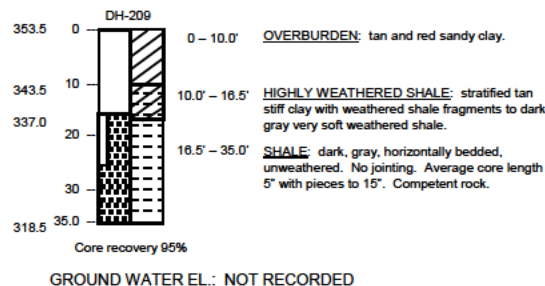 DH-209
353.5
0
0 – 10.0'
OVERBURDEN: tan and red sandy clay.
343.5
10
10.0' – 16.5'
HIGHLY WEATHERED SHALE: stratified tan
stiff clay with weathered shale fragments to dark
gray very soft weathered shale.
337.0
20
16.5' – 35.0'
SHALE: dark, gray, horizontally bedded,
unweathered. No jointing. Average core length
5" with pieces to 15". Competent rock.
30
35.0
318.5
Core recovery 95%
GROUND WATER EL.: NOT RECORDED